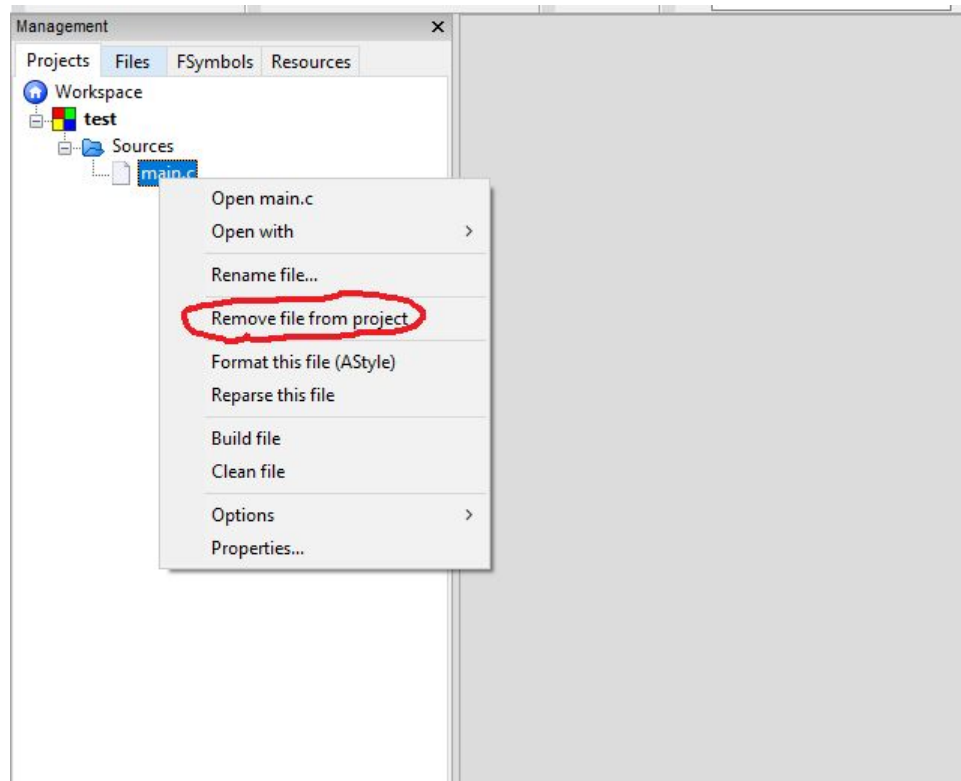 Management
Projects Files FSymbols Resources
Workspace
test
Sources
main.c
Open main.c
Open with
Rename file...
Remove file from project
Format this file (AStyle)
Reparse this file
Build file
Clean file
Options
Properties...